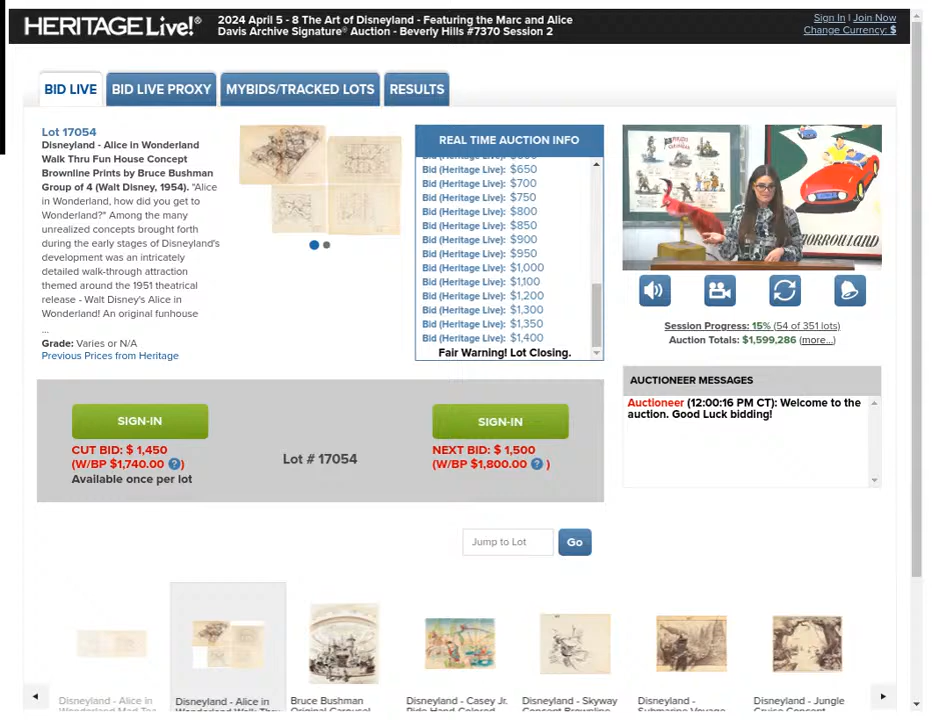 HERITAGE Live!®
2024 April 5 - 8 The Art of Disneyland - Featuring the Marc and Alice
Davis Archive Signature® Auction - Beverly Hills #7370 Session 2
Sign In | Join Now
Change Currency: $
BID LIVE
BID LIVE PROXY
MYBIDS/TRACKED LOTS
RESULTS
Lot 17054
Disneyland - Alice in Wonderland
Walk Thru Fun House Concept
Brownline Prints by Bruce Bushman
Group of 4 (Walt Disney, 1954). "Alice
in Wonderland, how did you get to
Wonderland?" Among the many
unrealized concepts brought forth
during the early stages of Disneyland's
development was an intricately
detailed walk-through attraction
themed around the 1951 theatrical
release - Walt Disney's Alice in
Wonderland! An original funhouse
...
Grade: Varies or N/A
Previous Prices from Heritage
REAL TIME AUCTION INFO
Bid (Heritage Live): $650
Bid (Heritage Live): $700
Bid (Heritage Live): $750
Bid (Heritage Live): $800
Bid (Heritage Live): $850
Bid (Heritage Live): $900
Bid (Heritage Live): $950
Bid (Heritage Live): $1,000
Bid (Heritage Live): $1,100
Bid (Heritage Live): $1,200
Bid (Heritage Live): $1,300
Bid (Heritage Live): $1,350
Bid (Heritage Live): $1,400
Fair Warning! Lot Closing.
Session Progress: 15% (54 of 351 lots)
Auction Totals: $1,599,286 (more...)
AUCTIONEER MESSAGES
Auctioneer (12:00:16 PM CT): Welcome to the
auction. Good Luck bidding!
SIGN-IN
CUT BID: $ 1,450
(W/BP $1,740.00 ?)
Available once per lot
Lot # 17054
SIGN-IN
NEXT BID: $ 1,500
(W/BP $1,800.00 ? )
Jump to Lot
Go
Disneyland - Alice in
Disneyland - Alice in
Bruce Bushman
Disneyland - Casey Jr.
Disneyland - Skyway
Disneyland -
Disneyland - Jungle